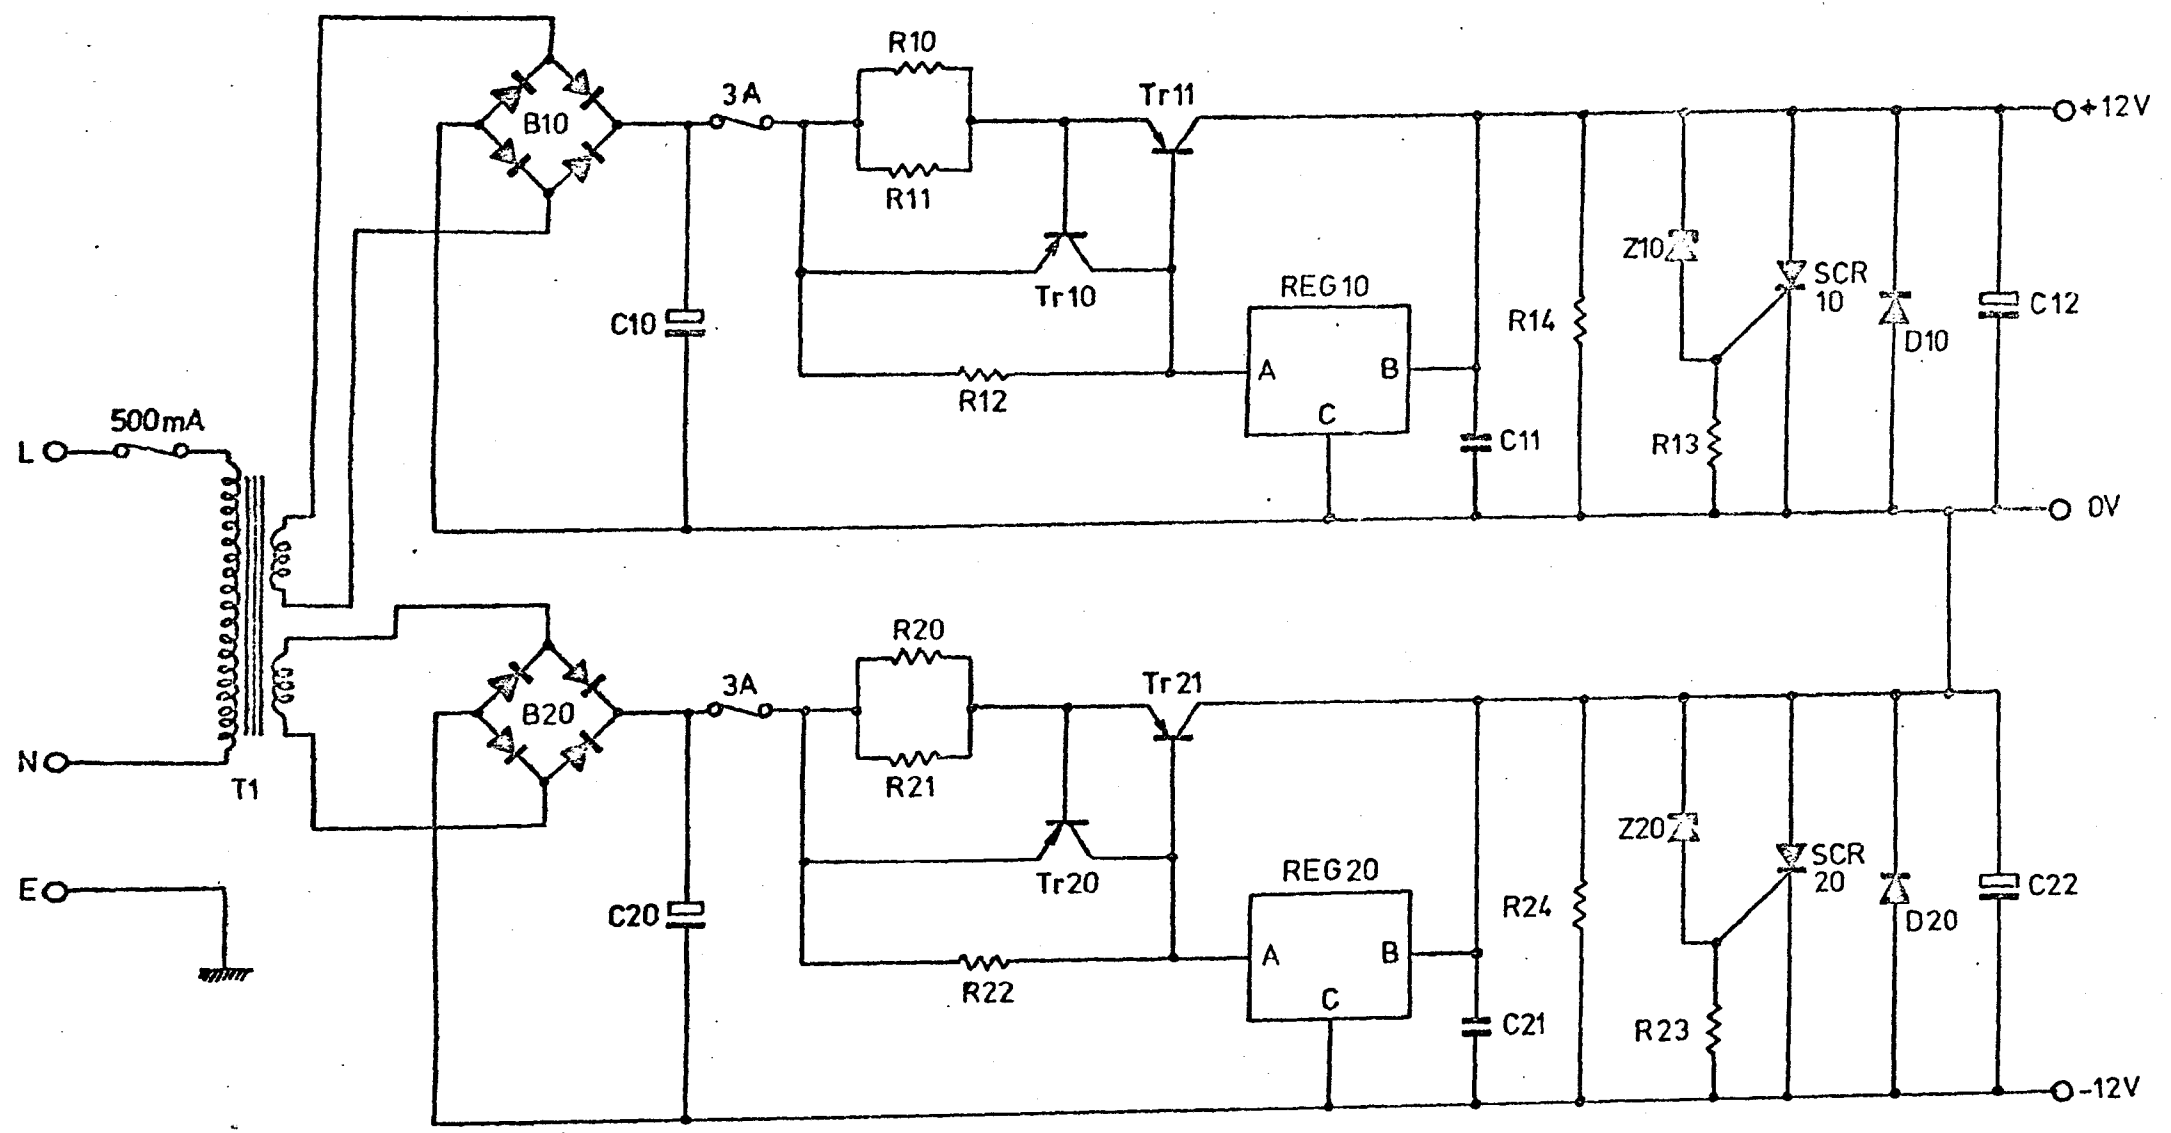 R10
3A
Tr11
+12V
B10
R11
Z10
SCR
10
Tr10
REG10
C10
R14
C12
D10
A
B
R12
C
500mA
R13
C11
L
0V
R20
3A
Tr21
B20
N
R21
T1
Z20
SCR
20
Tr20
REG20
E
C20
R24
C22
D20
A
B
R22
C
C21
R23
-12V